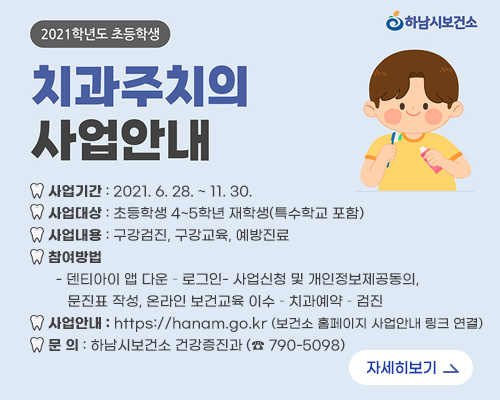 2021학년도 초등학생
하남시보건소
치과주치의
사업안내
사업기간 : 2021. 6. 28. ~ 11. 30.
사업대상 : 초등학생 4~5학년 재학생(특수학교 포함)
사업내용 : 구강검진, 구강교육, 예방진료
참여방법
- 덴티아이 앱 다운 - 로그인- 사업신청 및 개인정보제공동의,
문진표 작성, 온라인 보건교육 이수 - 치과예약 - 검진
사업안내 : https://hanam.go.kr (보건소 홈페이지 사업안내 링크 연결)
문 의 : 하남시보건소 건강증진과 (☎ 790-5098)
자세히보기 →